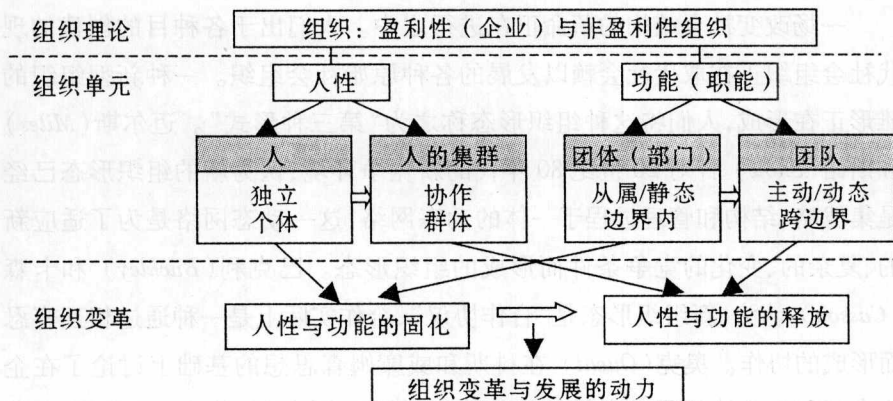 组织理论
组织：盈利性（企业）与非盈利性组织
组织单元
人性
功能（职能）
人
独立
个体
人的集群
协作
群体
团体（部门）
从属/静态
边界内
团队
主动/动态
跨边界
组织变革
人性与功能的固化
人性与功能的释放
组织变革与发展的动力